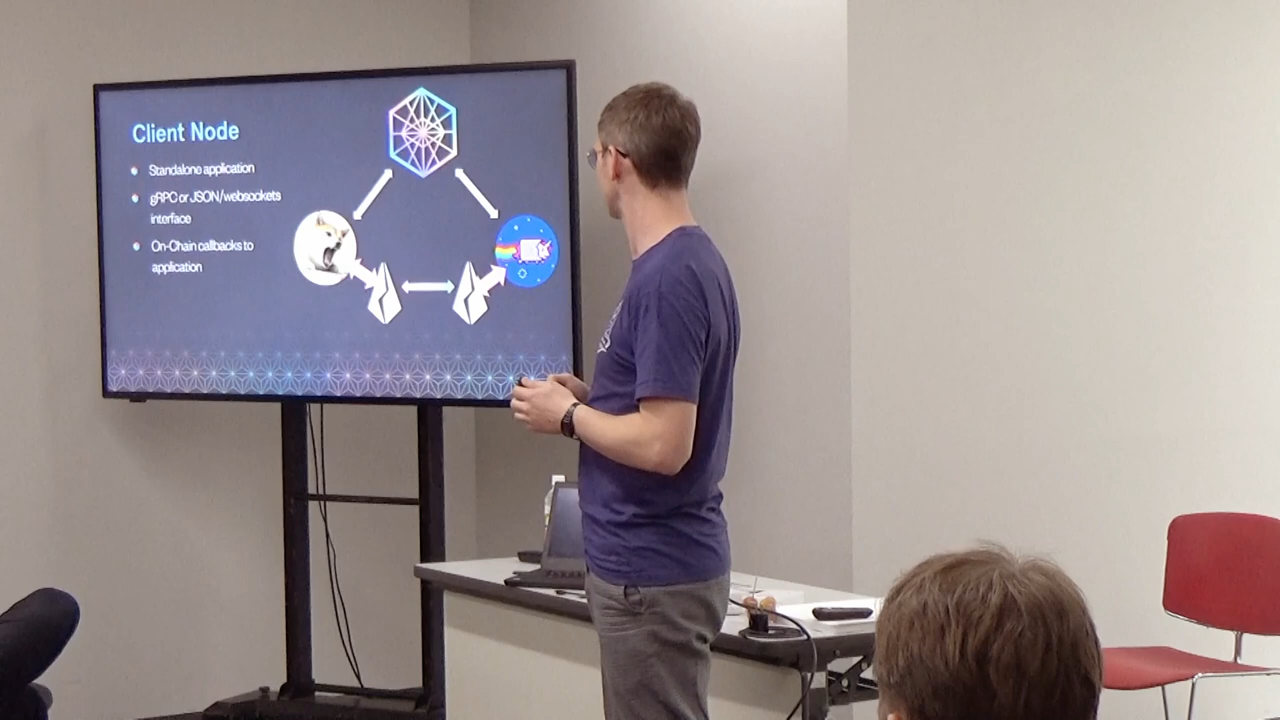 Client Node
Standalone application
gRPC or JSON/websockets
interface
On-Chain callbacks to
application